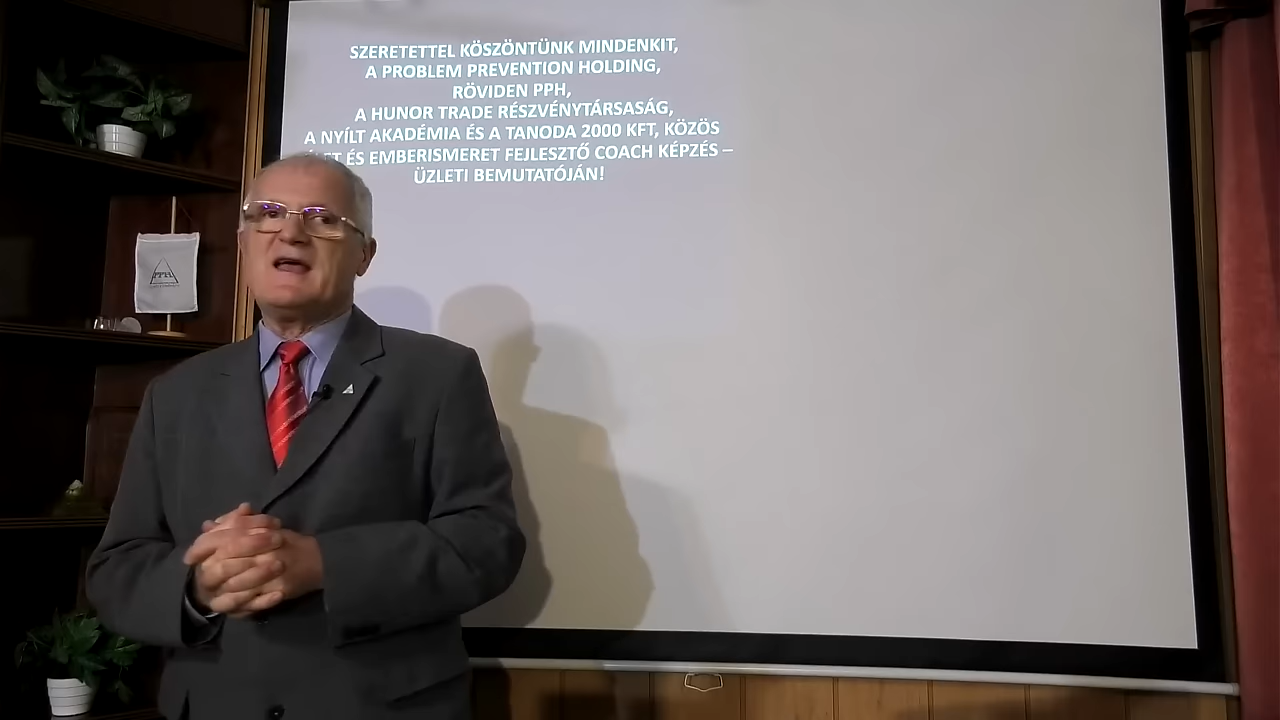 SZERETETTEL KÖSZÖNTÜNK MINDENKIT,
A PROBLEM PREVENTION HOLDING,
RÖVIDEN PPH,
A HUNOR TRADE RÉSZVÉNYTÁRSASÁG,
A NYÍLT AKADÉMIA ÉS A TANODA 2000 KFT, KÖZÖS
ÉS EMBERISMERET FEJLESZTŐ COACH KÉPZÉS –
ÜZLETI BEMUTATÓJÁN!
PPH